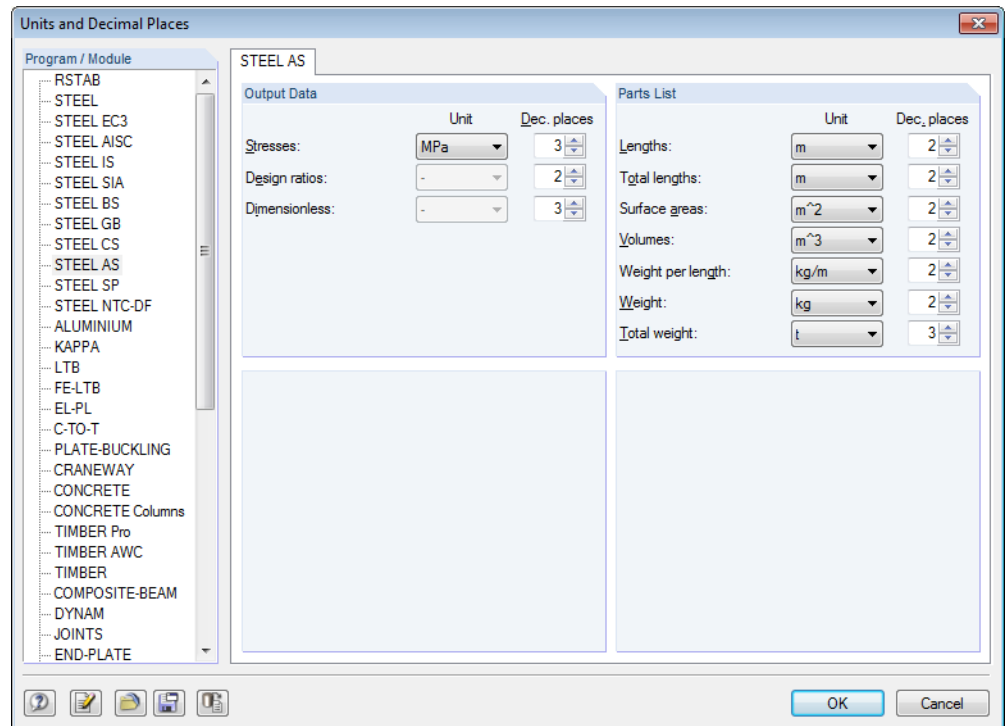 Units and Decimal Places
Program / Module
RSTAB
STEEL
STEEL EC3
STEEL AISC
STEEL IS
STEEL SIA
STEEL BS
STEEL GB
STEEL CS
STEEL AS
STEEL SP
STEEL NTC-DF
ALUMINIUM
KAPPA
LTB
FE-LTB
EL-PL
C-TO-T
PLATE-BUCKLING
CRANEWAY
CONCRETE
CONCRETE Columns
TIMBER Pro
TIMBER AWC
TIMBER
COMPOSITE-BEAM
DYNAM
JOINTS
END-PLATE
STEEL AS
Output Data
Unit Dec. places
Stresses: MPa 3
Design ratios: - 2
Dimensionless: - 3
Parts List
Unit Dec. places
Lengths: m 2
Total lengths: m 2
Surface areas: m^2 2
Volumes: m^3 2
Weight per length: kg/m 2
Weight: kg 2
Total weight: t 3
OK Cancel